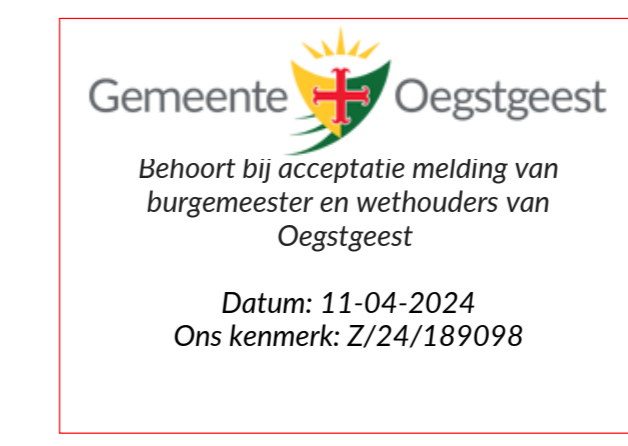 Gemeente Oegstgeest
Behoort bij acceptatie melding van
burgemeester en wethouders van
Oegstgeest
Datum: 11-04-2024
Ons kenmerk: Z/24/189098